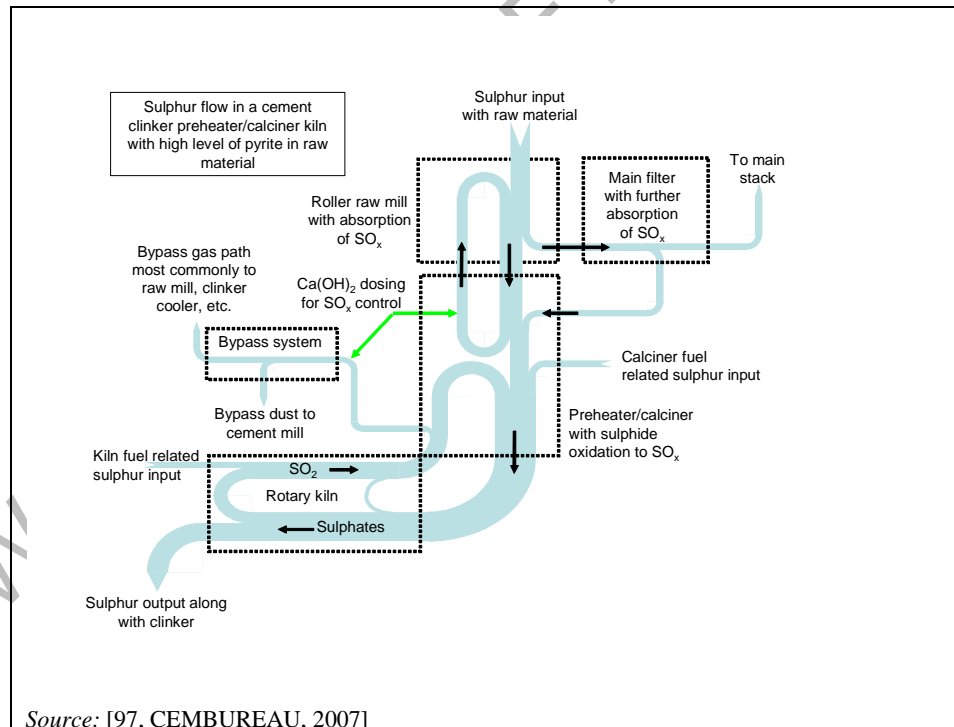 Sulphur flow in a cement
clinker preheater/calciner kiln
with high level of pyrite in raw
material
Sulphur input
with raw material
To main
stack
Main filter
with further
absorption
of SOx
Roller raw mill
with absorption
of SOx
Bypass gas path
most commonly to
raw mill, clinker
cooler, etc.
Ca(OH)2 dosing
for SOx control
Bypass system
Calciner fuel
related sulphur input
Bypass dust to
cement mill
Preheater/calciner
with sulphide
oxidation to SOx
Kiln fuel related
sulphur input
SO2
Rotary kiln
Sulphates
Sulphur output along
with clinker
Source: [97, CEMBUREAU, 2007]